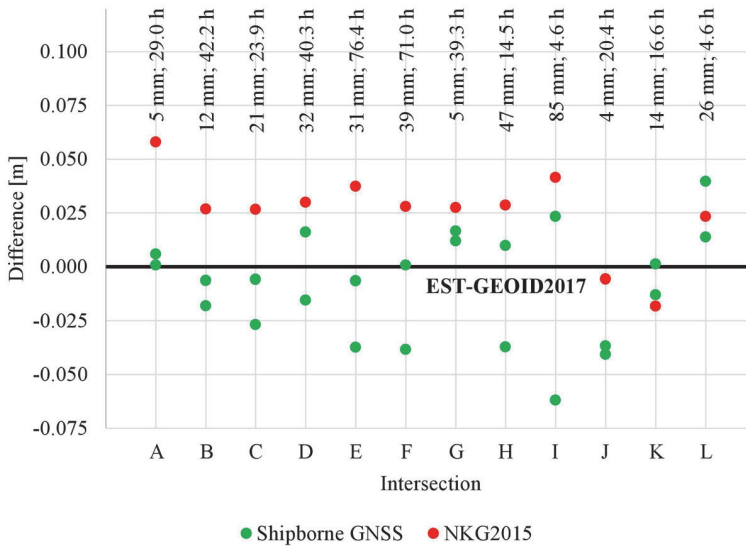 5 mm; 29.0 h
12 mm; 42.2 h
21 mm; 23.9 h
32 mm; 40.3 h
31 mm; 76.4 h
39 mm; 71.0 h
5 mm; 39.3 h
47 mm; 14.5 h
85 mm; 4.6 h
4 mm; 20.4 h
14 mm; 16.6 h
26 mm; 4.6 h
Difference [m]
0.100
0.075
0.050
0.025
0.000
-0.025
-0.050
-0.075
EST-GEOID2017
A B C D E F G H I J K L
Intersection
Shipborne GNSS NKG2015